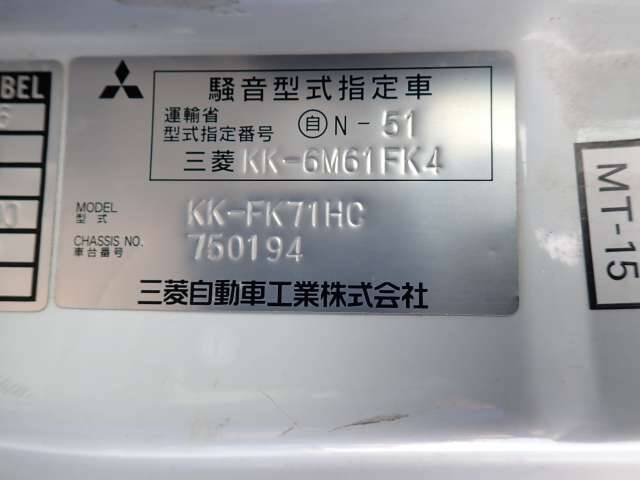 BEL
騒音型式指定車
運輸省
型式指定番号 自 N - 51
三菱 KK-6M61FK4
MODEL
型式 KK-FK71HC
CHASSIS NO.
車台番号 750194
三菱自動車工業株式会社
MT-15